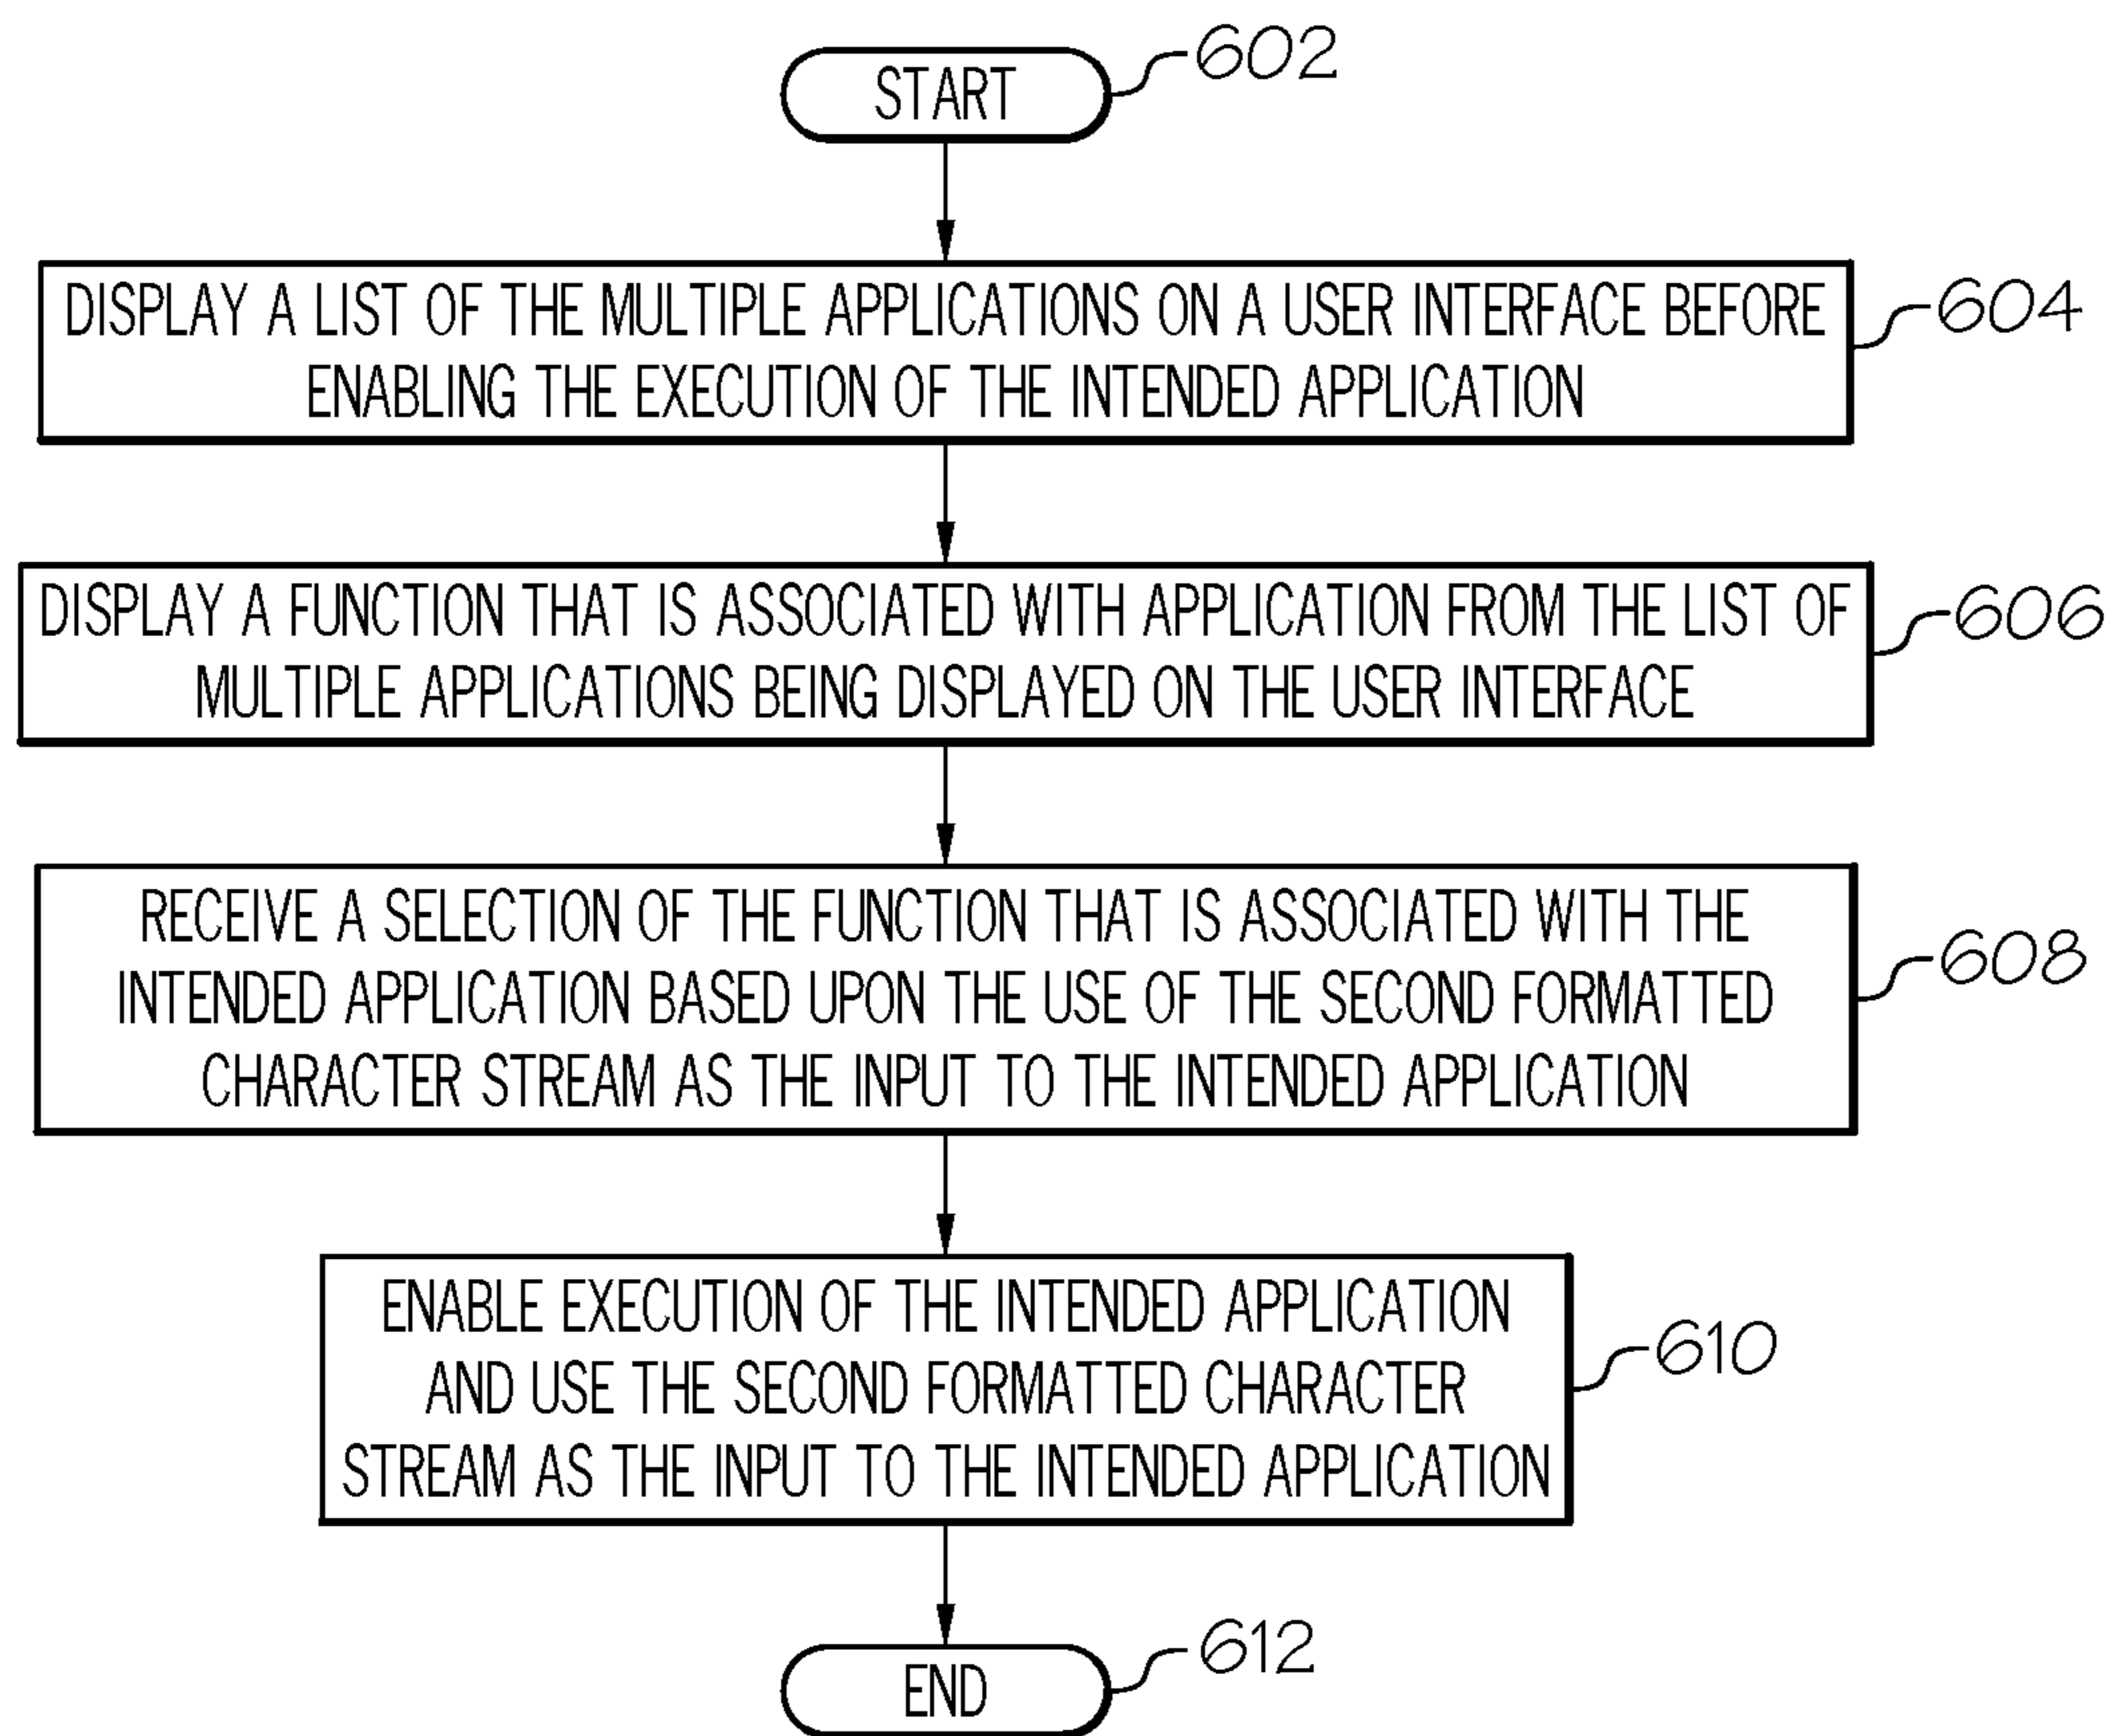 START
602
DISPLAY A LIST OF THE MULTIPLE APPLICATIONS ON A USER INTERFACE BEFORE
ENABLING THE EXECUTION OF THE INTENDED APPLICATION
604
DISPLAY A FUNCTION THAT IS ASSOCIATED WITH APPLICATION FROM THE LIST OF
MULTIPLE APPLICATIONS BEING DISPLAYED ON THE USER INTERFACE
606
RECEIVE A SELECTION OF THE FUNCTION THAT IS ASSOCIATED WITH THE
INTENDED APPLICATION BASED UPON THE USE OF THE SECOND FORMATTED
CHARACTER STREAM AS THE INPUT TO THE INTENDED APPLICATION
608
ENABLE EXECUTION OF THE INTENDED APPLICATION
AND USE THE SECOND FORMATTED CHARACTER
STREAM AS THE INPUT TO THE INTENDED APPLICATION
610
END
612